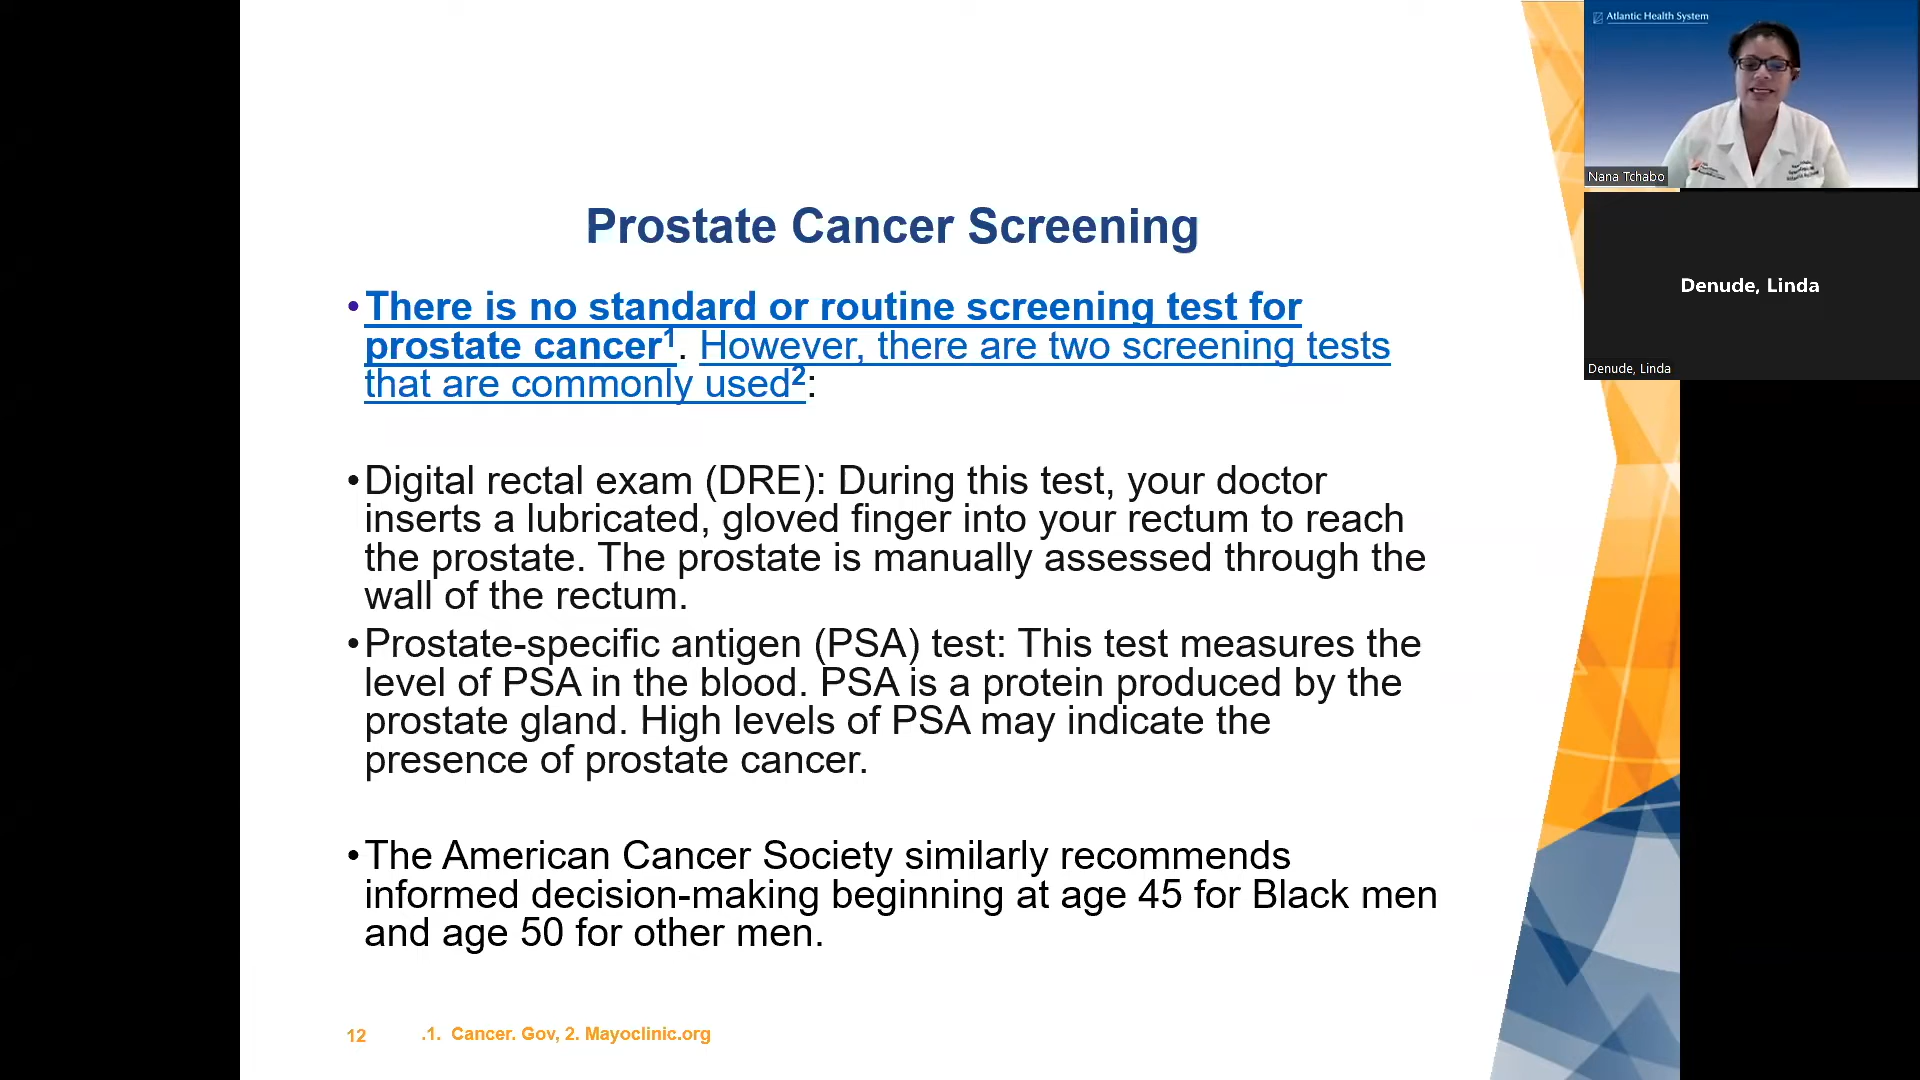 Prostate Cancer Screening
•There is no standard or routine screening test for
prostate cancer¹. However, there are two screening tests
that are commonly used²:
•Digital rectal exam (DRE): During this test, your doctor
inserts a lubricated, gloved finger into your rectum to reach
the prostate. The prostate is manually assessed through the
wall of the rectum.
•Prostate-specific antigen (PSA) test: This test measures the
level of PSA in the blood. PSA is a protein produced by the
prostate gland. High levels of PSA may indicate the
presence of prostate cancer.
•The American Cancer Society similarly recommends
informed decision-making beginning at age 45 for Black men
and age 50 for other men.
12
.1. Cancer. Gov, 2. Mayoclinic.org
Atlantic Health System
Nana Tchabo
Denude, Linda
Denude, Linda